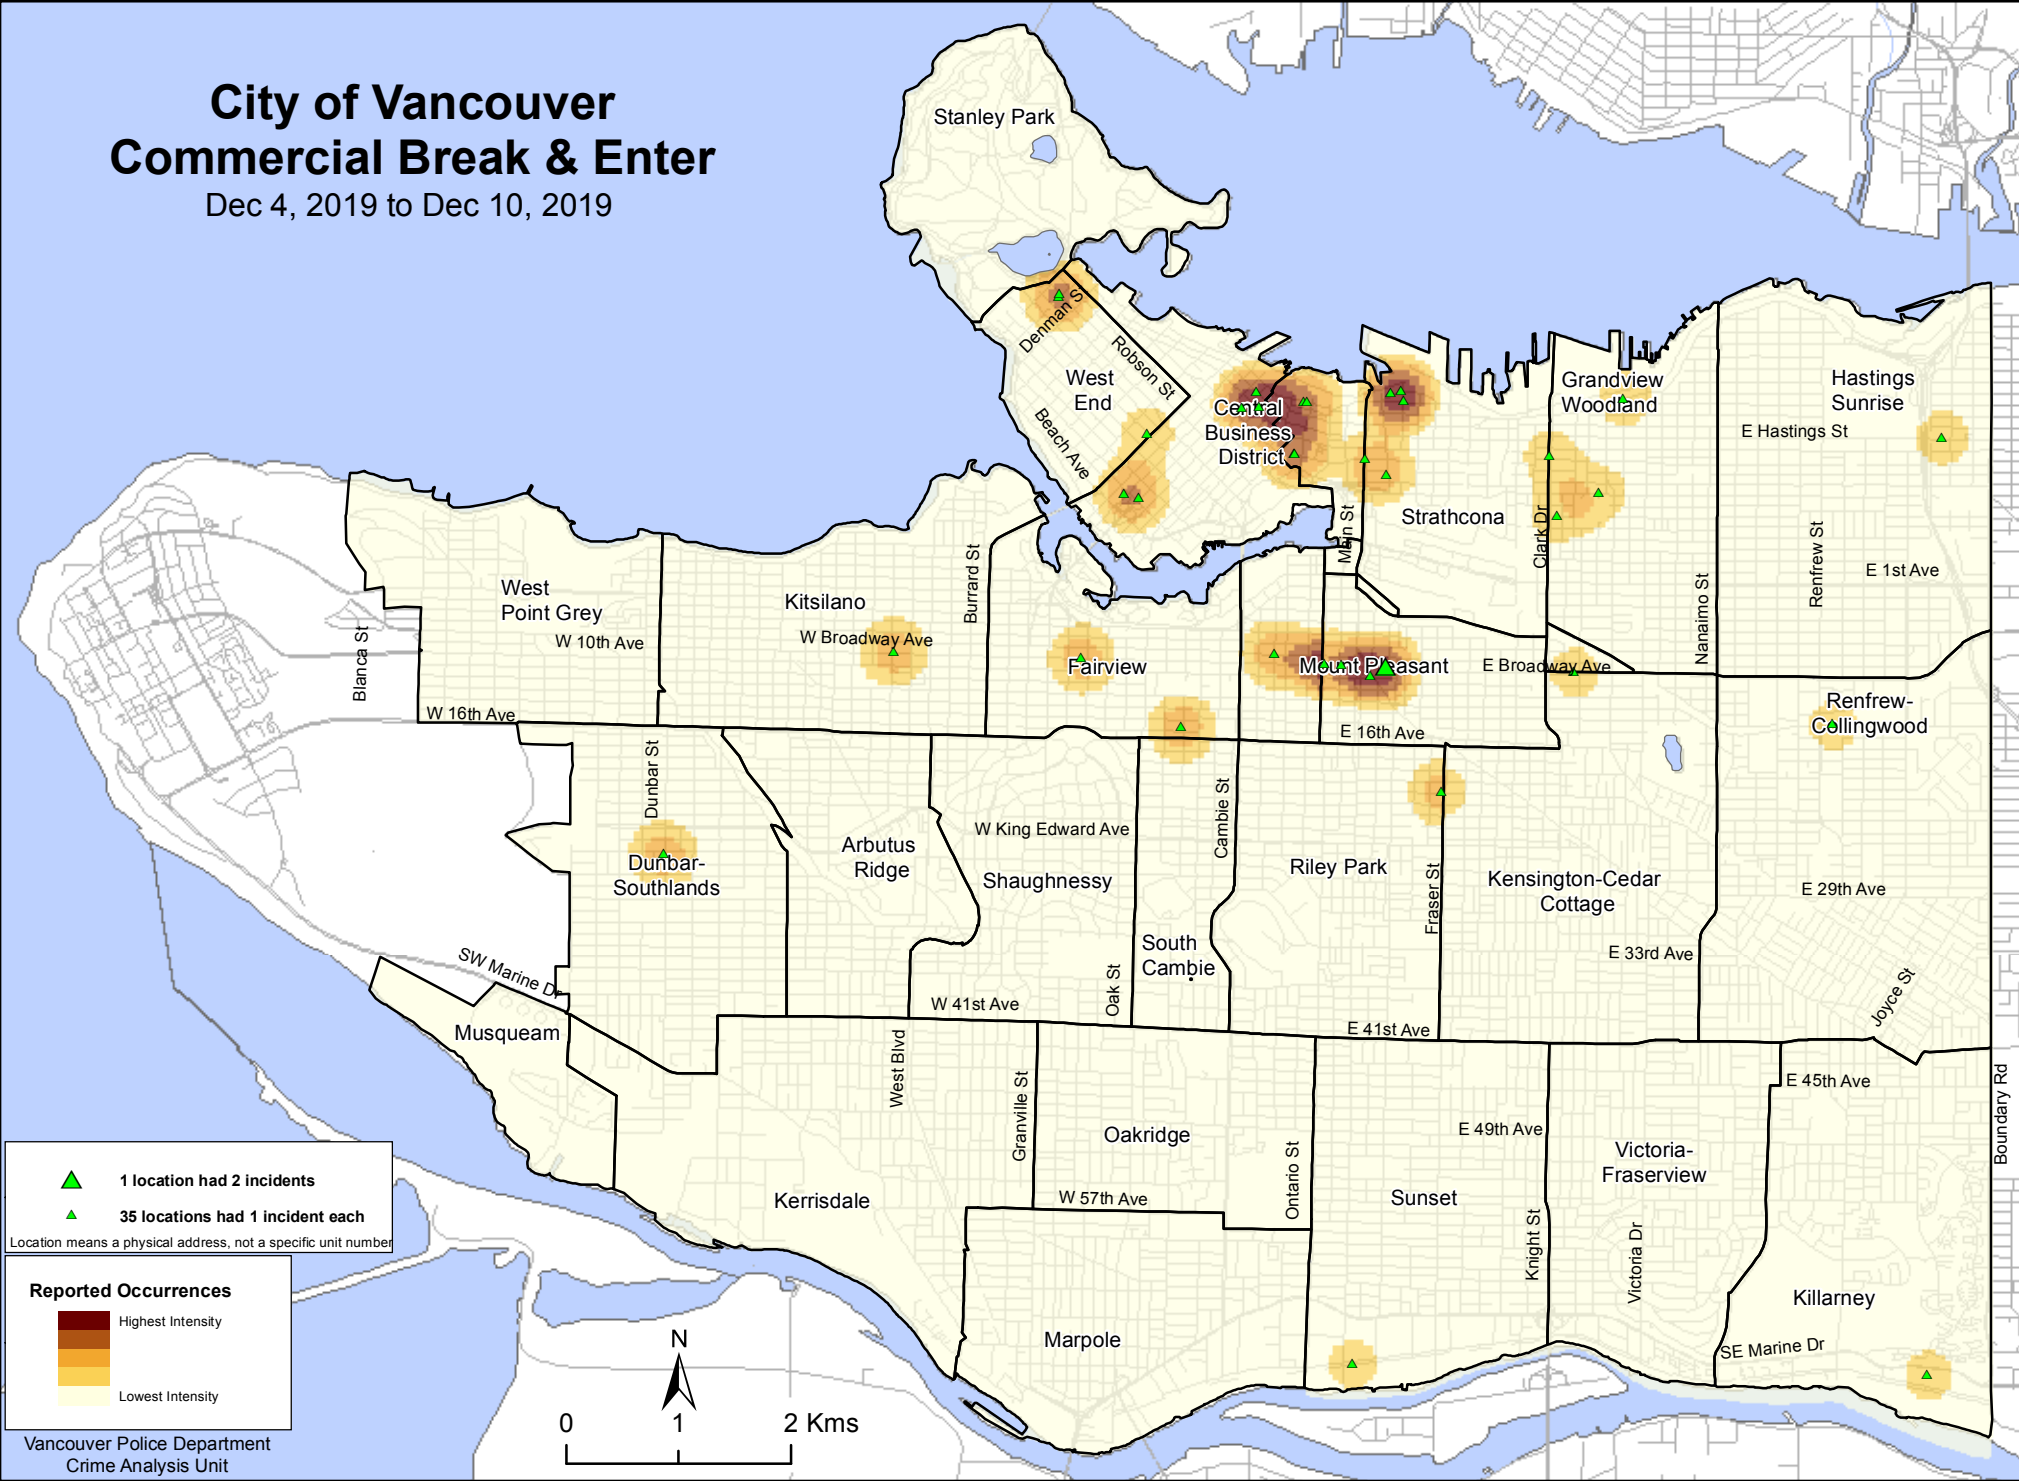 City of Vancouver
Commercial Break & Enter
Dec 4, 2019 to Dec 10, 2019
Stanley Park
Denman St
Robson St
West
End
Beach Ave
Central
Business
District
Main St
Strathcona
Clark Dr
Grandview
Woodland
Hastings
Sunrise
E Hastings St
Renfrew St
E 1st Ave
Nanaimo St
West
Point Grey
W 10th Ave
Blanca St
W 16th Ave
Kitsilano
W Broadway Ave
Burrard St
Fairview
Mount Pleasant
E Broadway Ave
E 16th Ave
Renfrew-
Collingwood
Dunbar St
Dunbar-
Southlands
Arbutus
Ridge
W King Edward Ave
Shaughnessy
Cambie St
Riley Park
Fraser St
Kensington-Cedar
Cottage
E 29th Ave
E 33rd Ave
South
Cambie
Oak St
Joyce St
SW Marine Dr
Musqueam
W 41st Ave
E 41st Ave
West Blvd
Granville St
Oakridge
Ontario St
E 49th Ave
E 45th Ave
Boundary Rd
Victoria-
Fraserview
Kerrisdale
W 57th Ave
Sunset
Knight St
Victoria Dr
Killarney
Marpole
SE Marine Dr
1 location had 2 incidents
35 locations had 1 incident each
Location means a physical address, not a specific unit number
Reported Occurrences
Highest Intensity
Lowest Intensity
N
0 1 2 Kms
Vancouver Police Department
Crime Analysis Unit